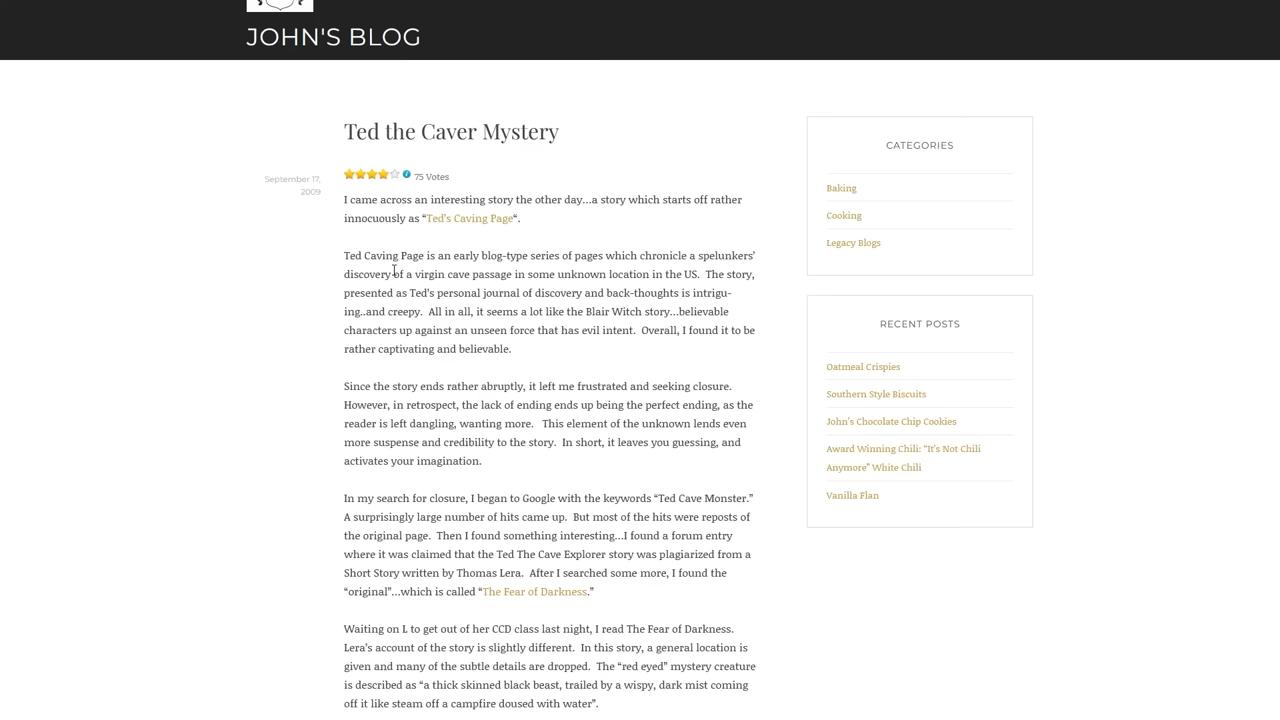 JOHN'S BLOG
Ted the Caver Mystery
September 17,
2009
75 Votes
I came across an interesting story the other day…a story which starts off rather
innocuously as “Ted’s Caving Page“.
Ted Caving Page is an early blog-type series of pages which chronicle a spelunkers’
discovery of a virgin cave passage in some unknown location in the US.  The story,
presented as Ted’s personal journal of discovery and back-thoughts is intrigu-
ing..and creepy.  All in all, it seems a lot like the Blair Witch story…believable
characters up against an unseen force that has evil intent.  Overall, I found it to be
rather captivating and believable.
Since the story ends rather abruptly, it left me frustrated and seeking closure.
However, in retrospect, the lack of ending ends up being the perfect ending, as the
reader is left dangling, wanting more.   This element of the unknown lends even
more suspense and credibility to the story.  In short, it leaves you guessing, and
activates your imagination.
In my search for closure, I began to Google with the keywords “Ted Cave Monster.”
A surprisingly large number of hits came up.  But most of the hits were reposts of
the original page.  Then I found something interesting…I found a forum entry
where it was claimed that the Ted The Cave Explorer story was plagiarized from a
Short Story written by Thomas Lera.  After I searched some more, I found the
“original”…which is called “The Fear of Darkness.”
Waiting on L to get out of her CCD class last night, I read The Fear of Darkness.
Lera’s account of the story is slightly different.  In this story, a general location is
given and many of the subtle details are dropped.  The “red eyed” mystery creature
is described as “a thick skinned black beast, trailed by a wispy, dark mist coming
off it like steam off a campfire doused with water”.
CATEGORIES
Baking
Cooking
Legacy Blogs
RECENT POSTS
Oatmeal Crispies
Southern Style Biscuits
John’s Chocolate Chip Cookies
Award Winning Chili: “It’s Not Chili
Anymore” White Chili
Vanilla Flan